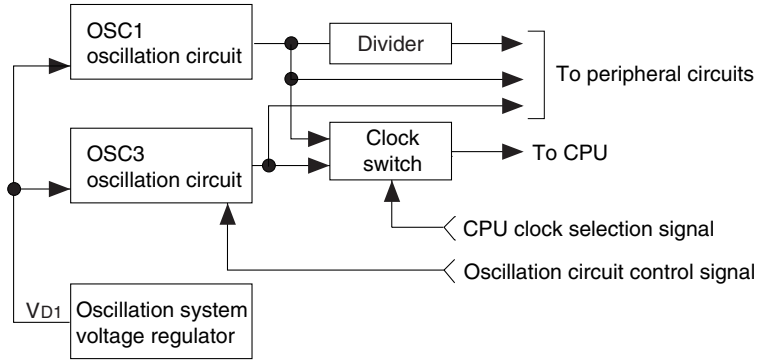 OSC1
oscillation circuit
Divider
To peripheral circuits
OSC3
oscillation circuit
Clock
switch
To CPU
CPU clock selection signal
Oscillation circuit control signal
VD1
Oscillation system
voltage regulator